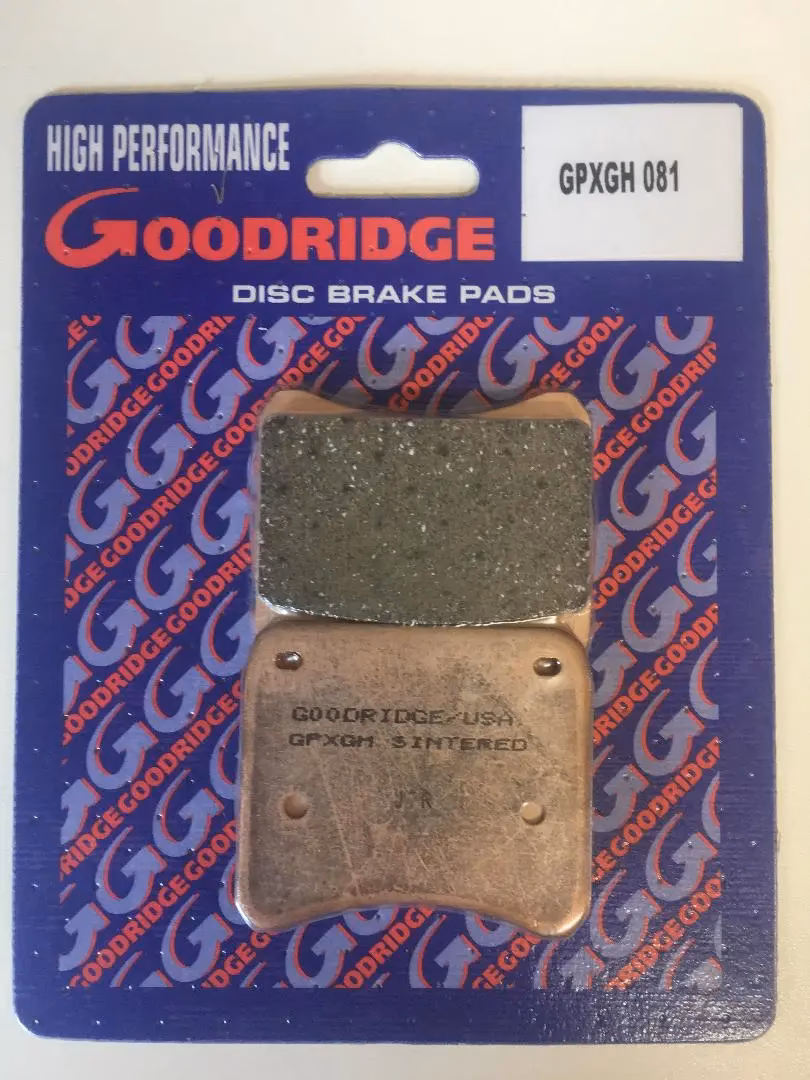 HIGH PERFORMANCE
GOODRIDGE
GPXGH 081
DISC BRAKE PADS
GOODRIDGE/USA
GPXGH SINTERED